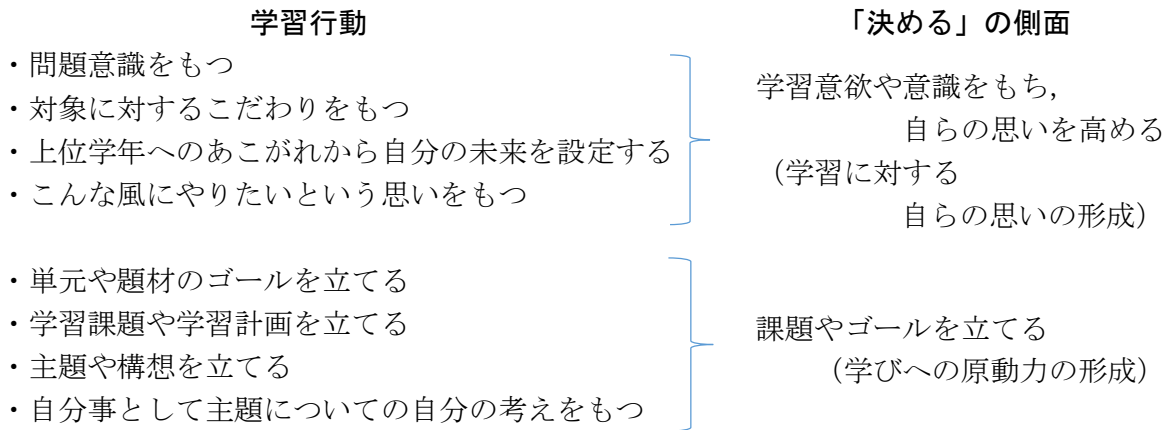 学習行動
「決める」の側面
・問題意識をもつ
・対象に対するこだわりをもつ
・上位学年へのあこがれから自分の未来を設定する
・こんな風にやりたいという思いをもつ
学習意欲や意識をもち,
自らの思いを高める
（学習に対する
自らの思いの形成）
・単元や題材のゴールを立てる
・学習課題や学習計画を立てる
・主題や構想を立てる
・自分事として主題についての自分の考えをもつ
課題やゴールを立てる
（学びへの原動力の形成）